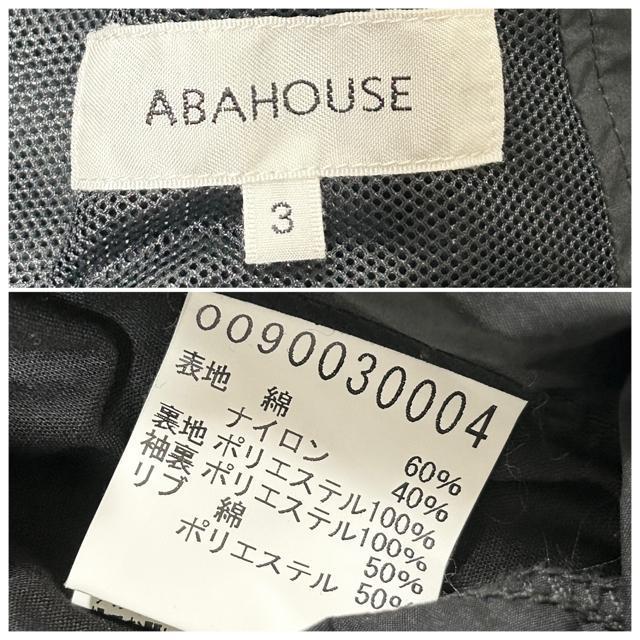 ABAHOUSE
3
0090030004
表地 綿 60%
ナイロン 40%
裏地 ポリエステル100%
袖裏 ポリエステル100%
リブ 綿 50%
ポリエステル 50%